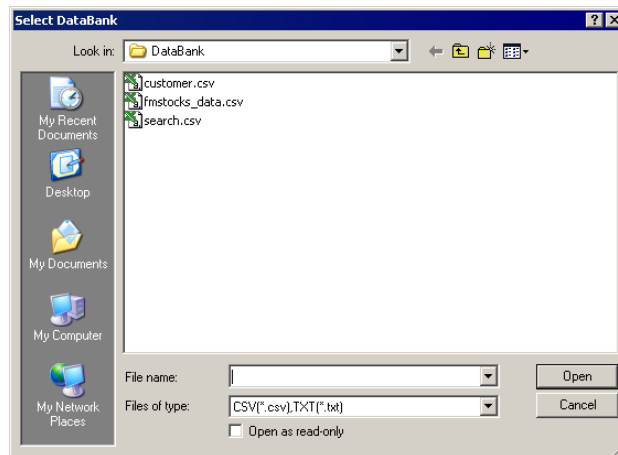 Select DataBank
Look in:
DataBank
My Recent
Documents
Desktop
My Documents
My Computer
My Network
Places
customer.csv
fmstocks_data.csv
search.csv
File name:
Open
Files of type:
CSV(*.csv),TXT(*.txt)
Cancel
Open as read-only